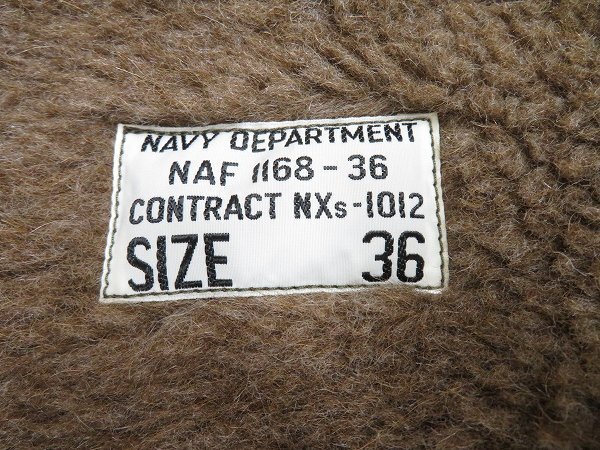 NAVY DEPARTMENT
NAF 1168-36
CONTRACT NXs-1012
SIZE 36